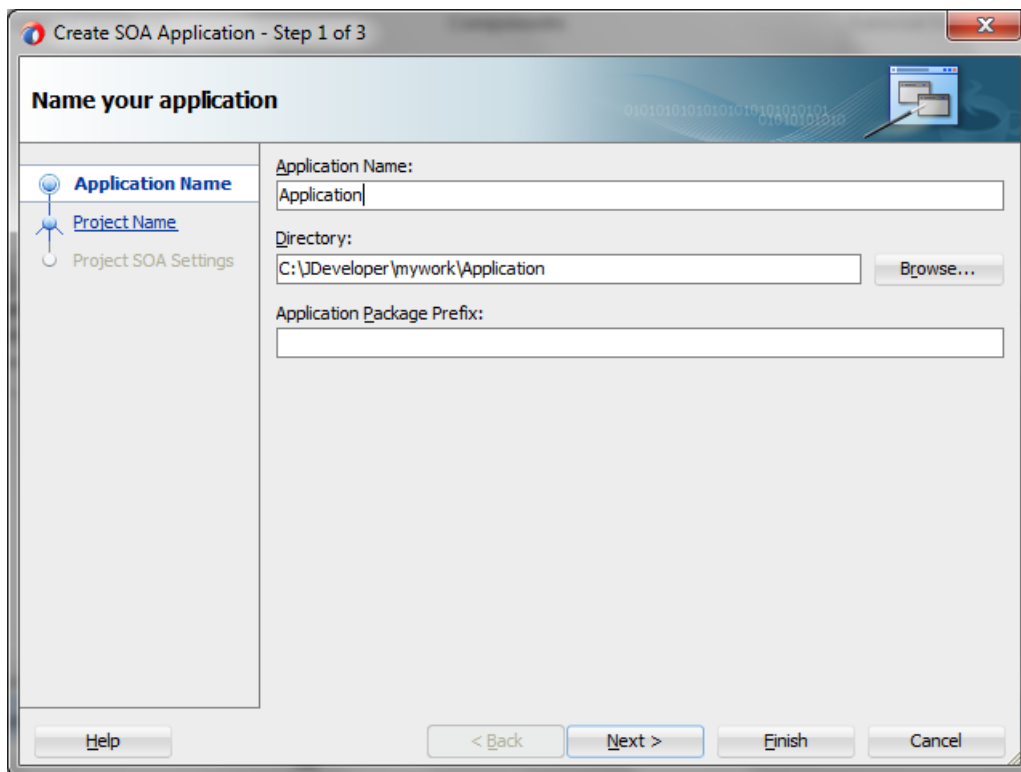 Create SOA Application - Step 1 of 3
Name your application
Application Name
Project Name
Project SOA Settings
Application Name:
Application
Directory:
C:\JDeveloper\mywork\Application
Browse...
Application Package Prefix:
Help
< Back
Next >
Finish
Cancel